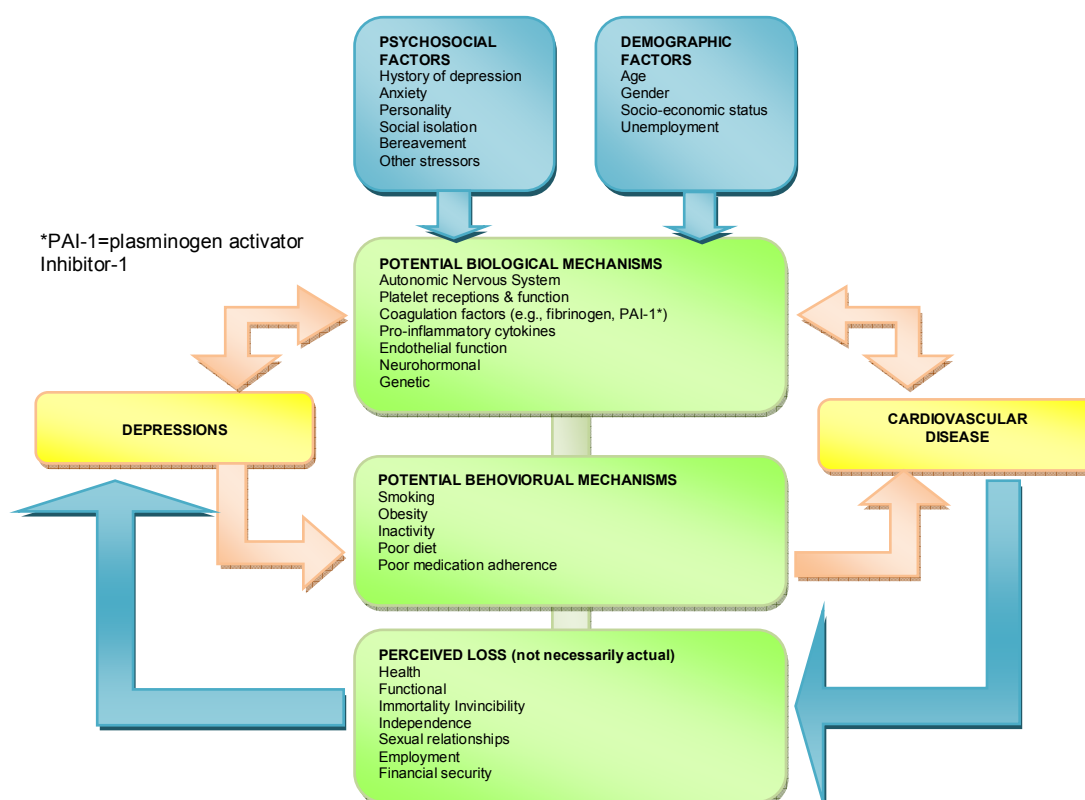 PSYCHOSOCIAL
FACTORS
Hystory of depression
Anxiety
Personality
Social isolation
Bereavement
Other stressors
DEMOGRAPHIC
FACTORS
Age
Gender
Socio-economic status
Unemployment
*PAI-1=plasminogen activator
Inhibitor-1
POTENTIAL BIOLOGICAL MECHANISMS
Autonomic Nervous System
Platelet receptions & function
Coagulation factors (e.g., fibrinogen, PAI-1*)
Pro-inflammatory cytokines
Endothelial function
Neurohormonal
Genetic
DEPRESSIONS
CARDIOVASCULAR
DISEASE
POTENTIAL BEHOVIORUAL MECHANISMS
Smoking
Obesity
Inactivity
Poor diet
Poor medication adherence
PERCEIVED LOSS (not necessarily actual)
Health
Functional
Immortality Invincibility
Independence
Sexual relationships
Employment
Financial security